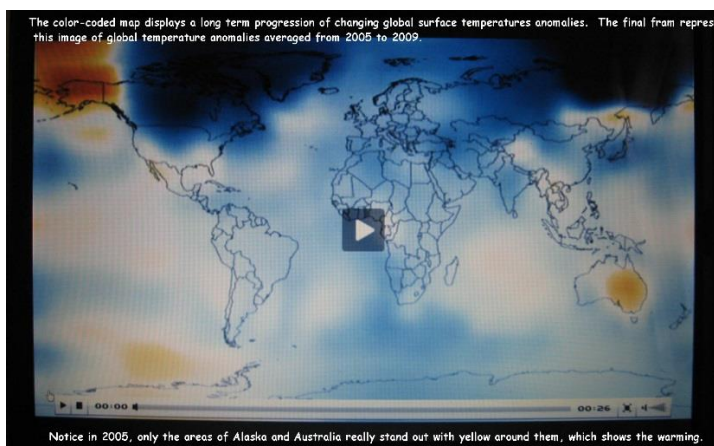 The color-coded map displays a long term progression of changing global surface temperatures anomalies. The final fram repres
this image of global temperature anomalies averaged from 2005 to 2009.
00:00
00:26
Notice in 2005, only the areas of Alaska and Australia really stand out with yellow around them, which shows the warming.